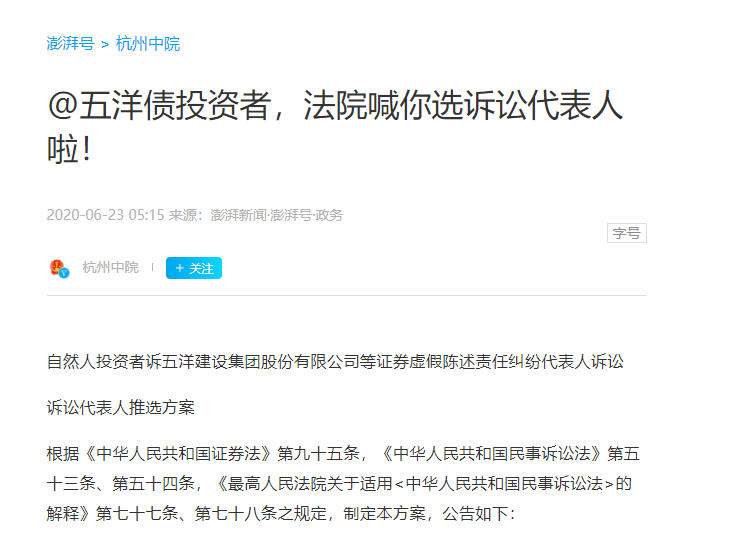 澎湃号 > 杭州中院
@五洋债投资者，法院喊你选诉讼代表人
啦！
2020-06-23 05:15 来源：澎湃新闻·澎湃号·政务
字号
杭州中院
+ 关注
自然人投资者诉五洋建设集团股份有限公司等证券虚假陈述责任纠纷代表人诉讼
诉讼代表人推选方案
根据《中华人民共和国证券法》第九十五条，《中华人民共和国民事诉讼法》第五
十三条、第五十四条，《最高人民法院关于适用<中华人民共和国民事诉讼法>的
解释》第七十七条、第七十八条之规定，制定本方案，公告如下：